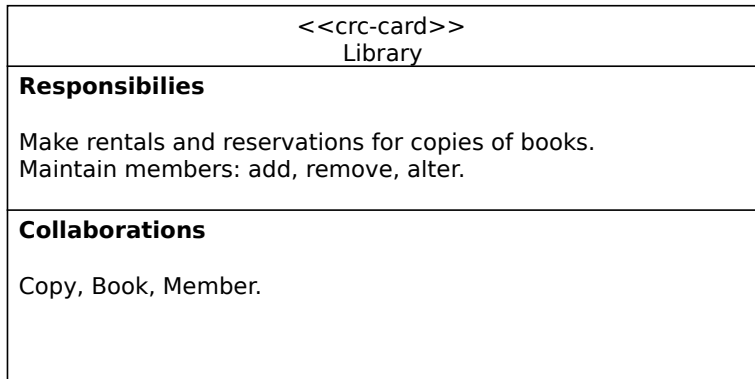 <<crc-card>>
Library
Responsibilies
Make rentals and reservations for copies of books.
Maintain members: add, remove, alter.
Collaborations
Copy, Book, Member.